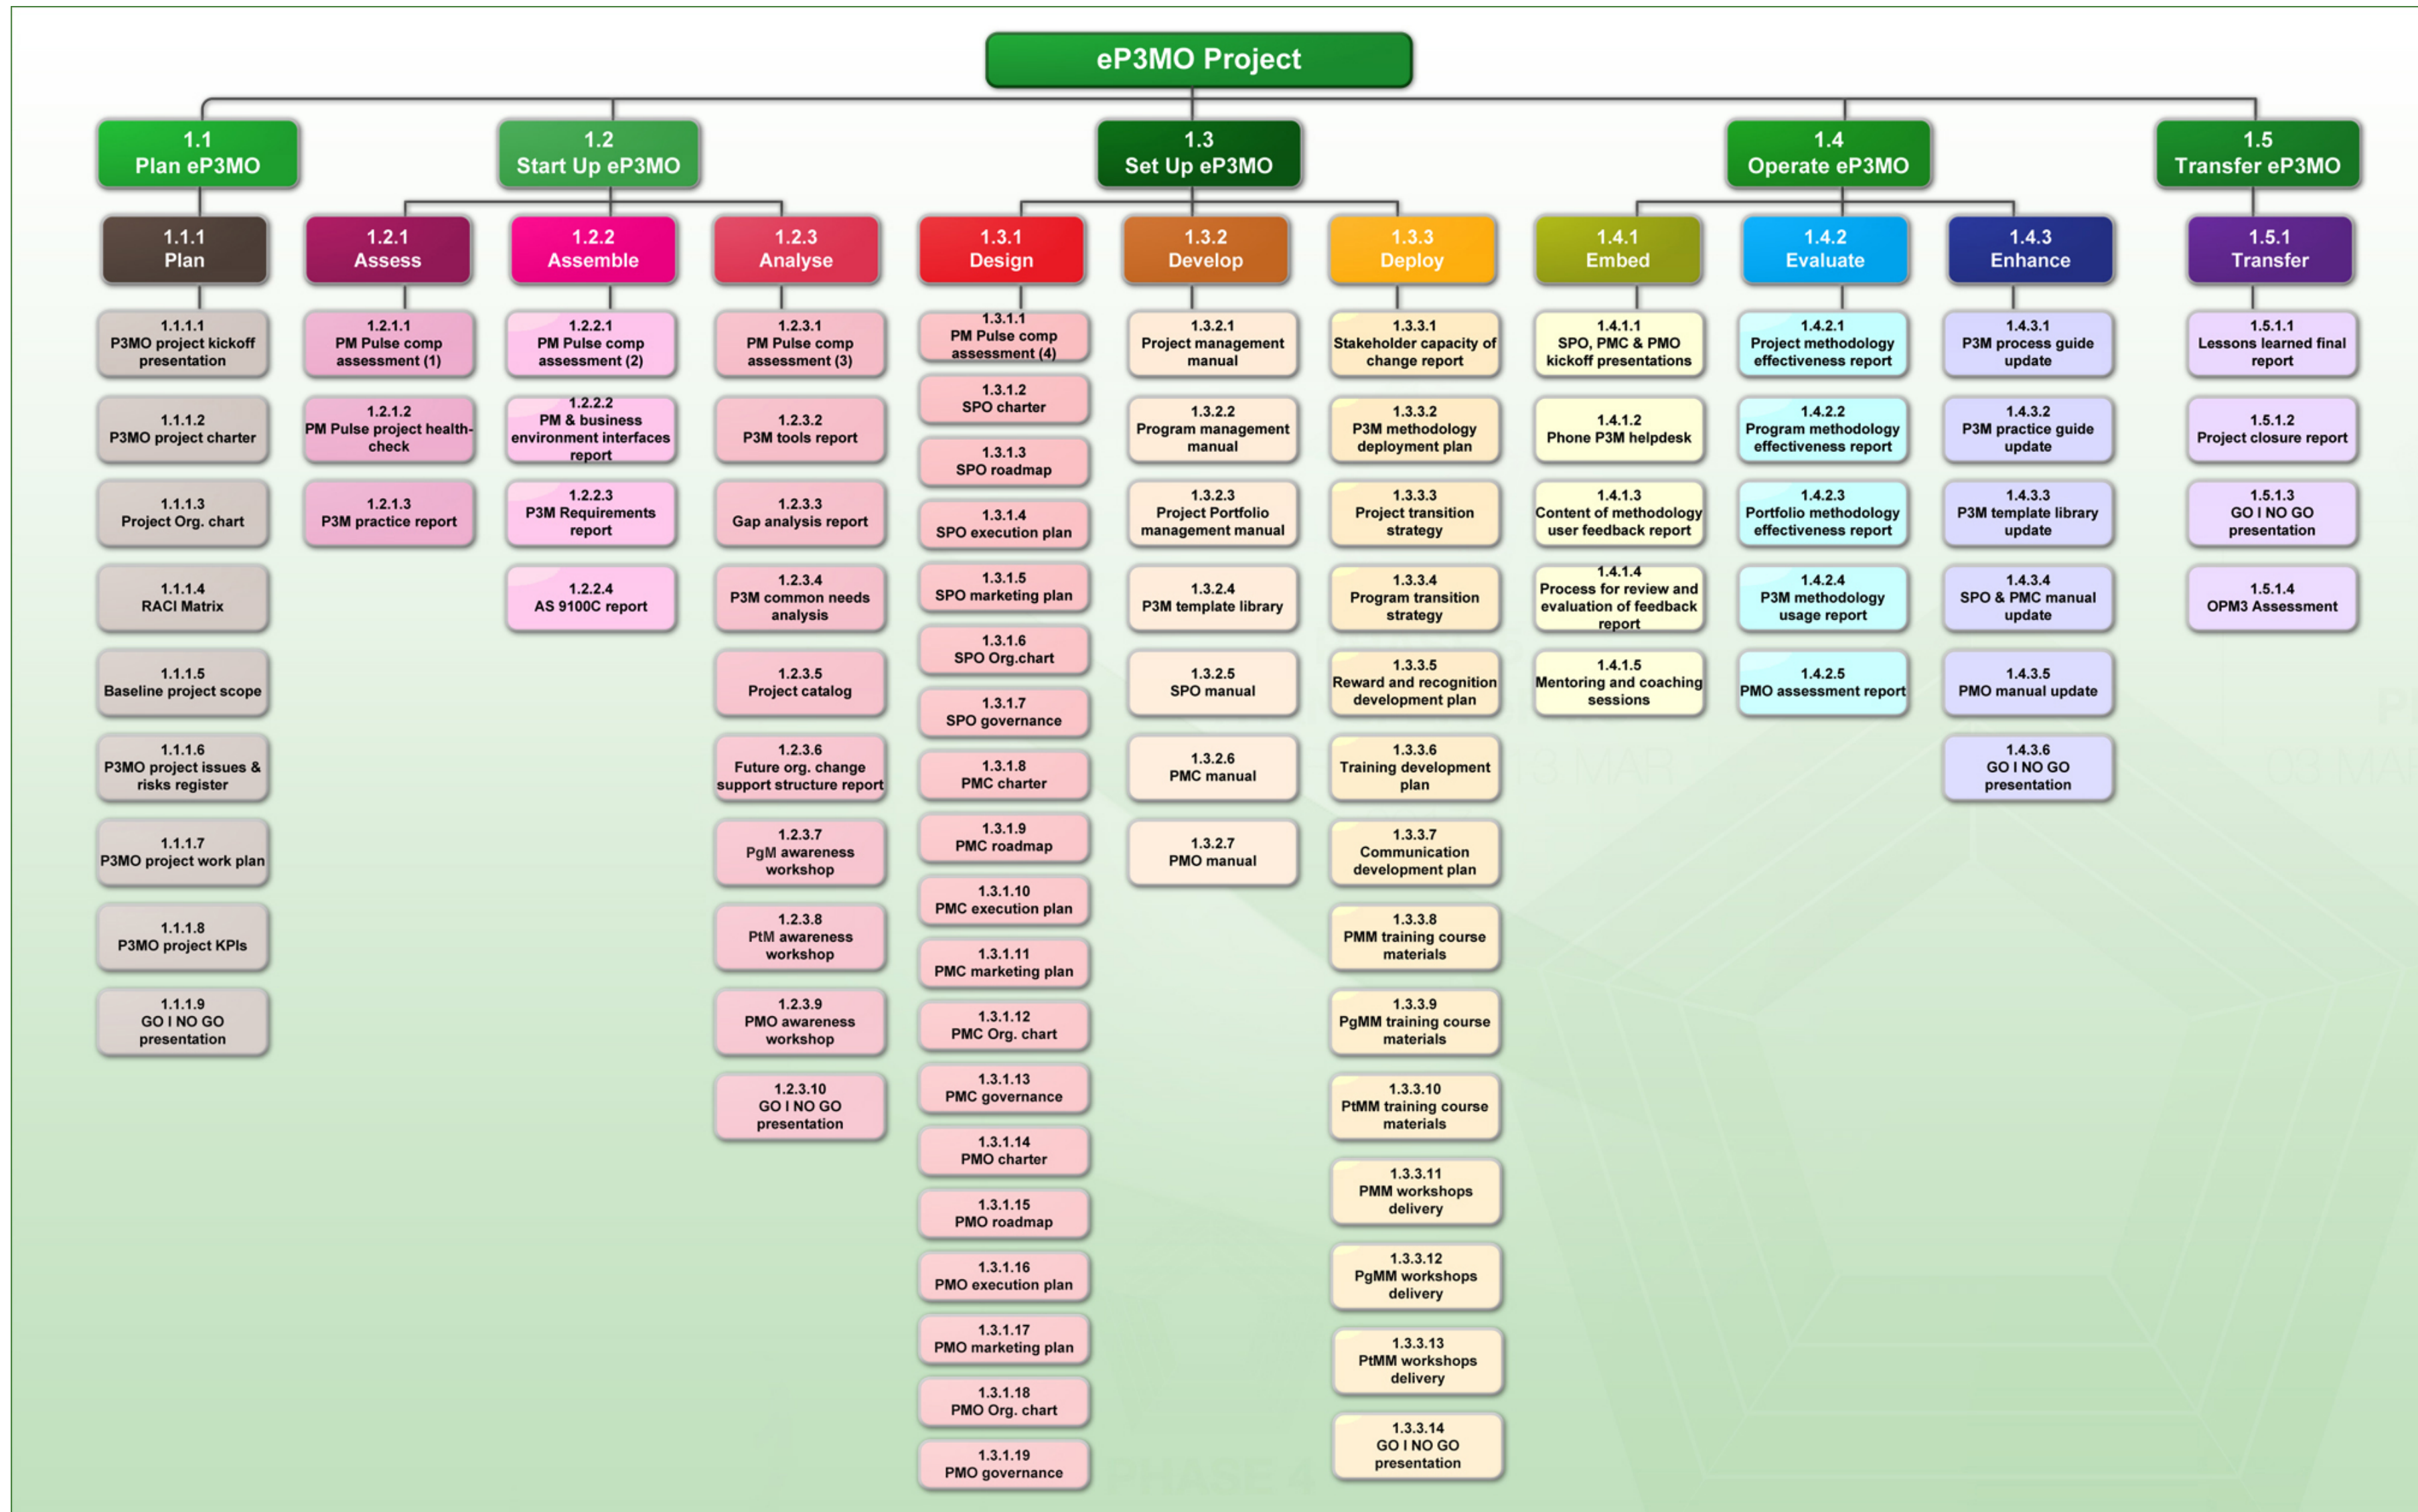 eP3MO Project
1.1
Plan eP3MO
1.2
Start Up eP3MO
1.3
Set Up eP3MO
1.4
Operate eP3MO
1.5
Transfer eP3MO
1.1.1
Plan
1.2.1
Assess
1.2.2
Assemble
1.2.3
Analyse
1.3.1
Design
1.3.2
Develop
1.3.3
Deploy
1.4.1
Embed
1.4.2
Evaluate
1.4.3
Enhance
1.5.1
Transfer
1.1.1.1
P3MO project kickoff
presentation
1.1.1.2
P3MO project charter
1.1.1.3
Project Org. chart
1.1.1.4
RACI Matrix
1.1.1.5
Baseline project scope
1.1.1.6
P3MO project issues &
risks register
1.1.1.7
P3MO project work plan
1.1.1.8
P3MO project KPIs
1.1.1.9
GO I NO GO
presentation
1.2.1.1
PM Pulse comp
assessment (1)
1.2.1.2
PM Pulse project health-
check
1.2.1.3
P3M practice report
1.2.2.1
PM Pulse comp
assessment (2)
1.2.2.2
PM & business
environment interfaces
report
1.2.2.3
P3M Requirements
report
1.2.2.4
AS 9100C report
1.2.3.1
PM Pulse comp
assessment (3)
1.2.3.2
P3M tools report
1.2.3.3
Gap analysis report
1.2.3.4
P3M common needs
analysis
1.2.3.5
Project catalog
1.2.3.6
Future org. change
support structure report
1.2.3.7
PgM awareness
workshop
1.2.3.8
PtM awareness
workshop
1.2.3.9
PMO awareness
workshop
1.2.3.10
GO I NO GO
presentation
1.3.1.1
PM Pulse comp
assessment (4)
1.3.1.2
SPO charter
1.3.1.3
SPO roadmap
1.3.1.4
SPO execution plan
1.3.1.5
SPO marketing plan
1.3.1.6
SPO Org.chart
1.3.1.7
SPO governance
1.3.1.8
PMC charter
1.3.1.9
PMC roadmap
1.3.1.10
PMC execution plan
1.3.1.11
PMC marketing plan
1.3.1.12
PMC Org. chart
1.3.1.13
PMC governance
1.3.1.14
PMO charter
1.3.1.15
PMO roadmap
1.3.1.16
PMO execution plan
1.3.1.17
PMO marketing plan
1.3.1.18
PMO Org. chart
1.3.1.19
PMO governance
1.3.2.1
Project management
manual
1.3.2.2
Program management
manual
1.3.2.3
Project Portfolio
management manual
1.3.2.4
P3M template library
1.3.2.5
SPO manual
1.3.2.6
PMC manual
1.3.2.7
PMO manual
1.3.3.1
Stakeholder capacity of
change report
1.3.3.2
P3M methodology
deployment plan
1.3.3.3
Project transition
strategy
1.3.3.4
Program transition
strategy
1.3.3.5
Reward and recognition
development plan
1.3.3.6
Training development
plan
1.3.3.7
Communication
development plan
1.3.3.8
PMM training course
materials
1.3.3.9
PgMM training course
materials
1.3.3.10
PtMM training course
materials
1.3.3.11
PMM workshops
delivery
1.3.3.12
PgMM workshops
delivery
1.3.3.13
PtMM workshops
delivery
1.3.3.14
GO I NO GO
presentation
1.4.1.1
SPO, PMC & PMO
kickoff presentations
1.4.1.2
Phone P3M helpdesk
1.4.1.3
Content of methodology
user feedback report
1.4.1.4
Process for review and
evaluation of feedback
report
1.4.1.5
Mentoring and coaching
sessions
1.4.2.1
Project methodology
effectiveness report
1.4.2.2
Program methodology
effectiveness report
1.4.2.3
Portfolio methodology
effectiveness report
1.4.2.4
P3M methodology
usage report
1.4.2.5
PMO assessment report
1.4.3.1
P3M process guide
update
1.4.3.2
P3M practice guide
update
1.4.3.3
P3M template library
update
1.4.3.4
SPO & PMC manual
update
1.4.3.5
PMO manual update
1.4.3.6
GO I NO GO
presentation
1.5.1.1
Lessons learned final
report
1.5.1.2
Project closure report
1.5.1.3
GO I NO GO
presentation
1.5.1.4
OPM3 Assessment
3 MAR
03 MA
PHASE 4